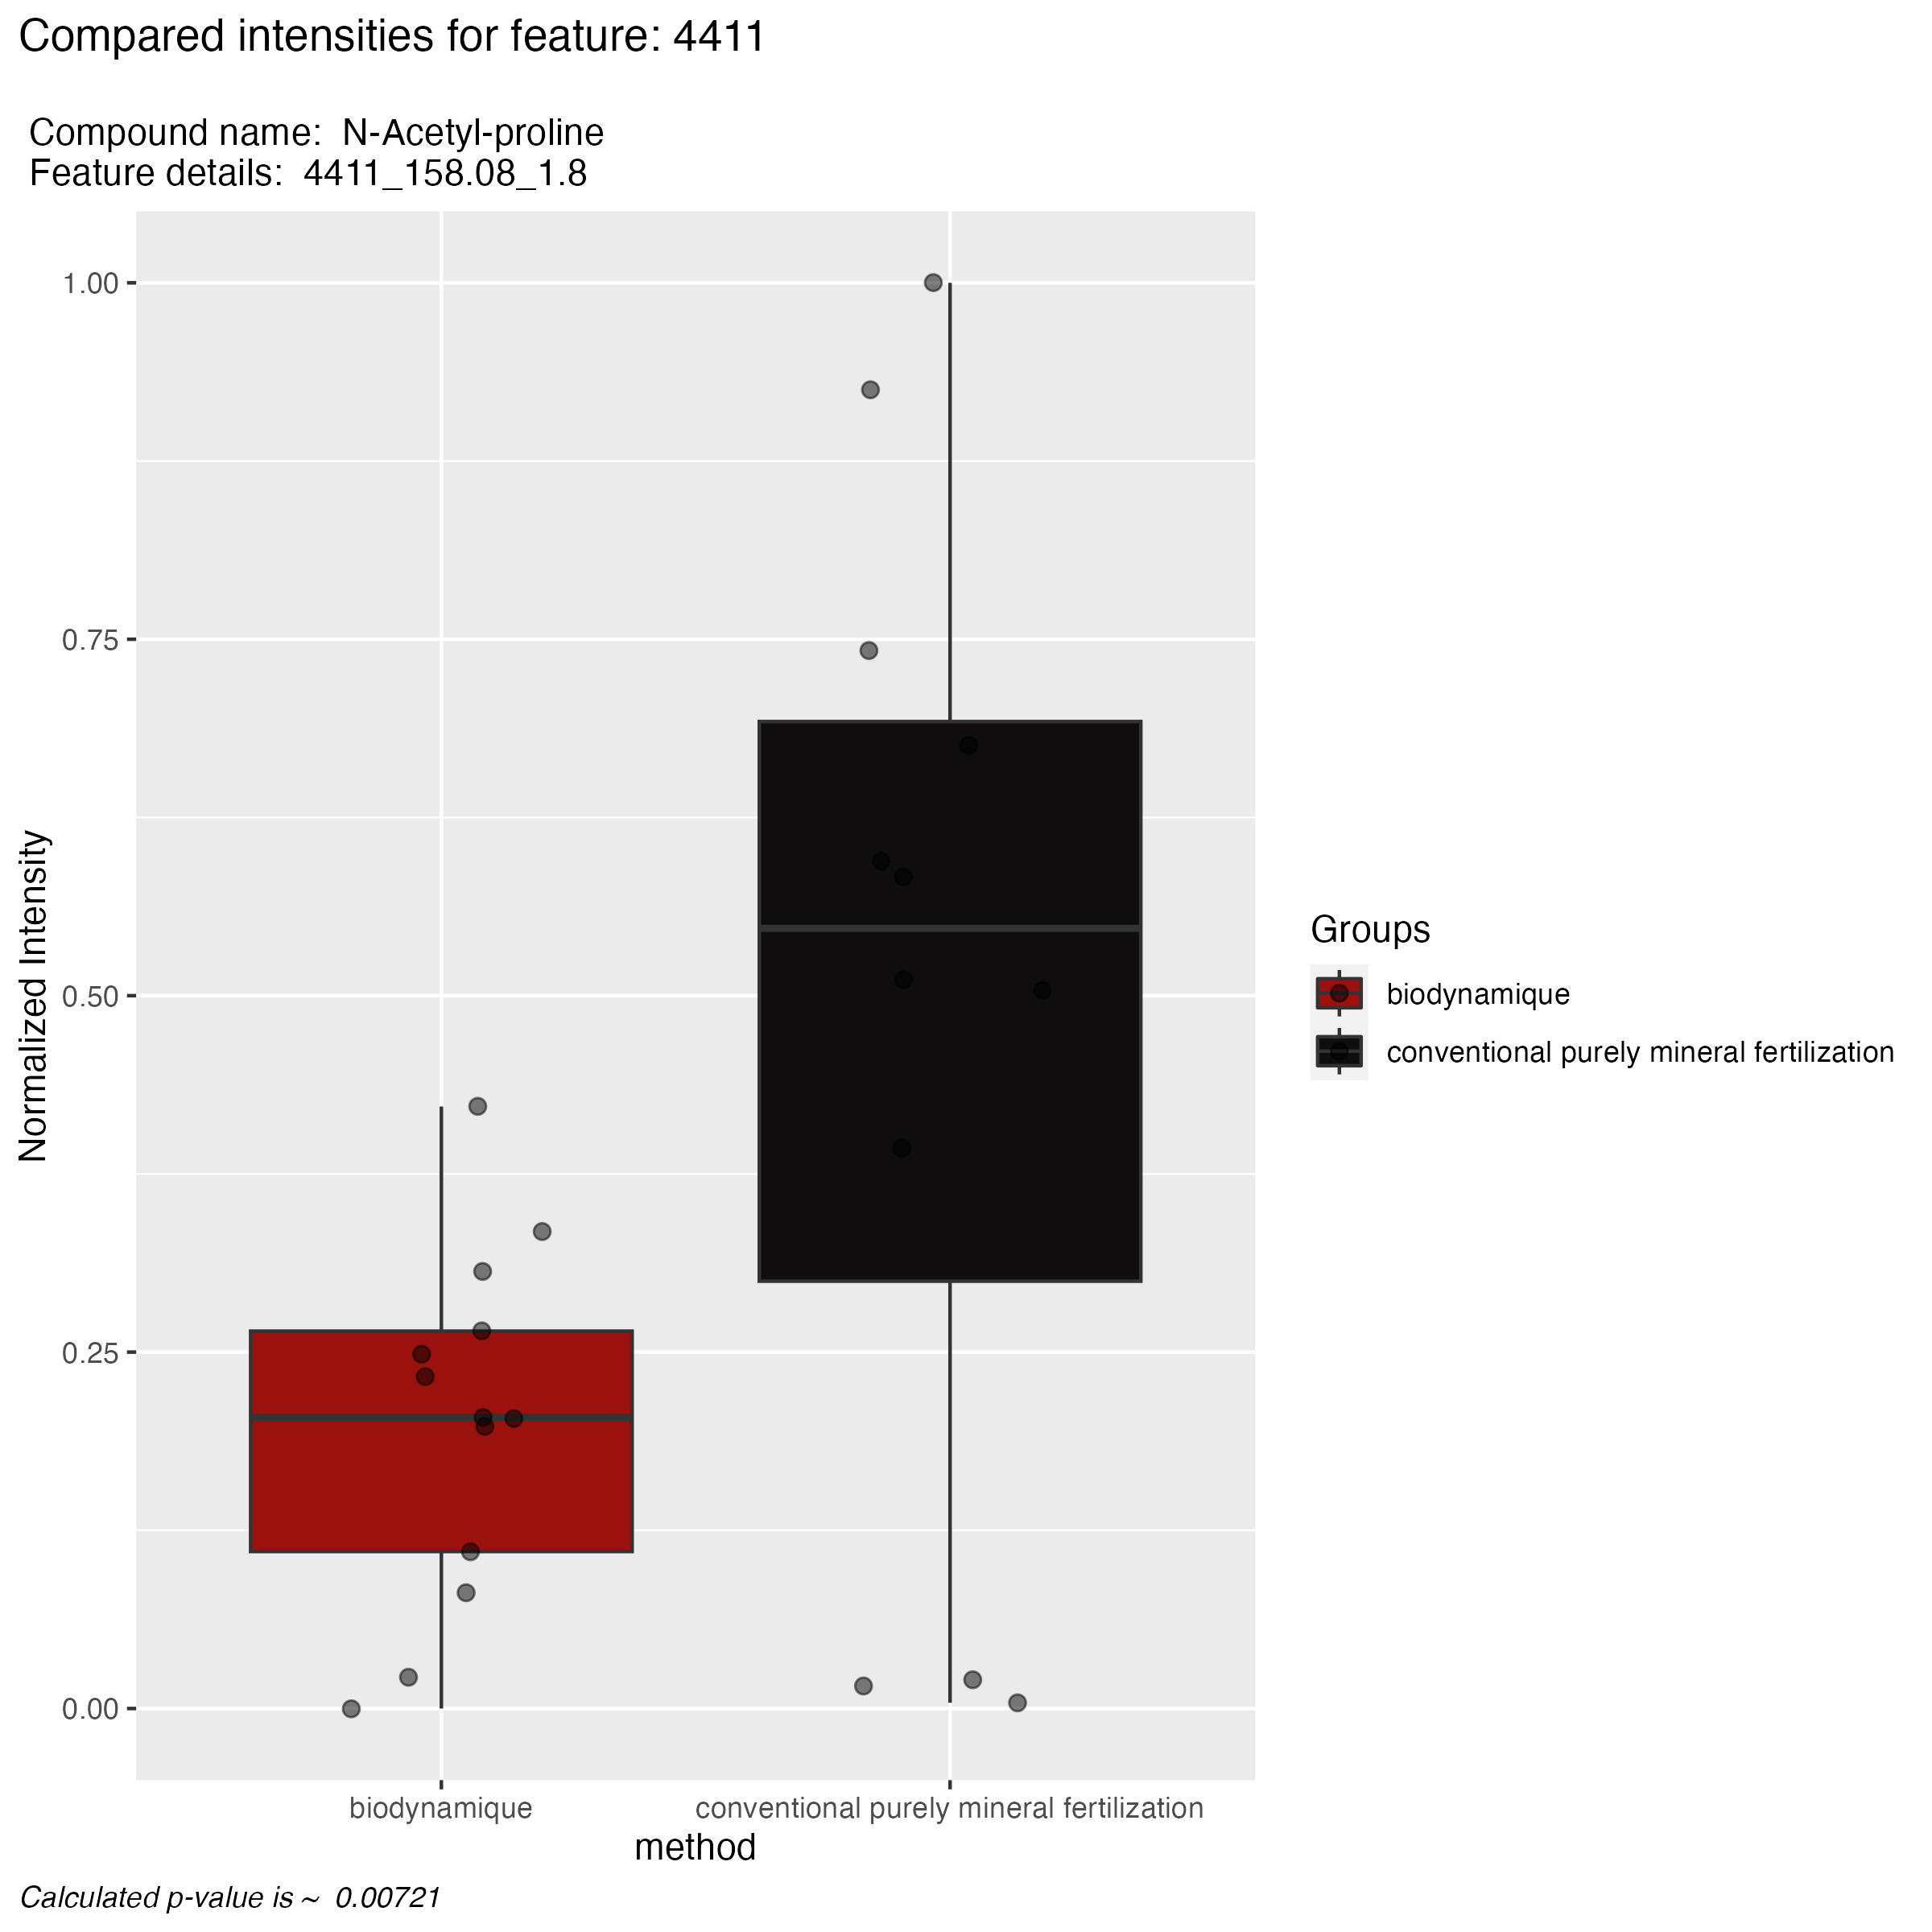 Compared intensities for feature: 4411
Compound name:  N-Acetyl-proline
Feature details:  4411_158.08_1.8
1.00
0.75
0.50
0.25
0.00
Normalized Intensity
biodynamique
conventional purely mineral fertilization
method
Groups
biodynamique
conventional purely mineral fertilization
Calculated p-value is ~  0.00721